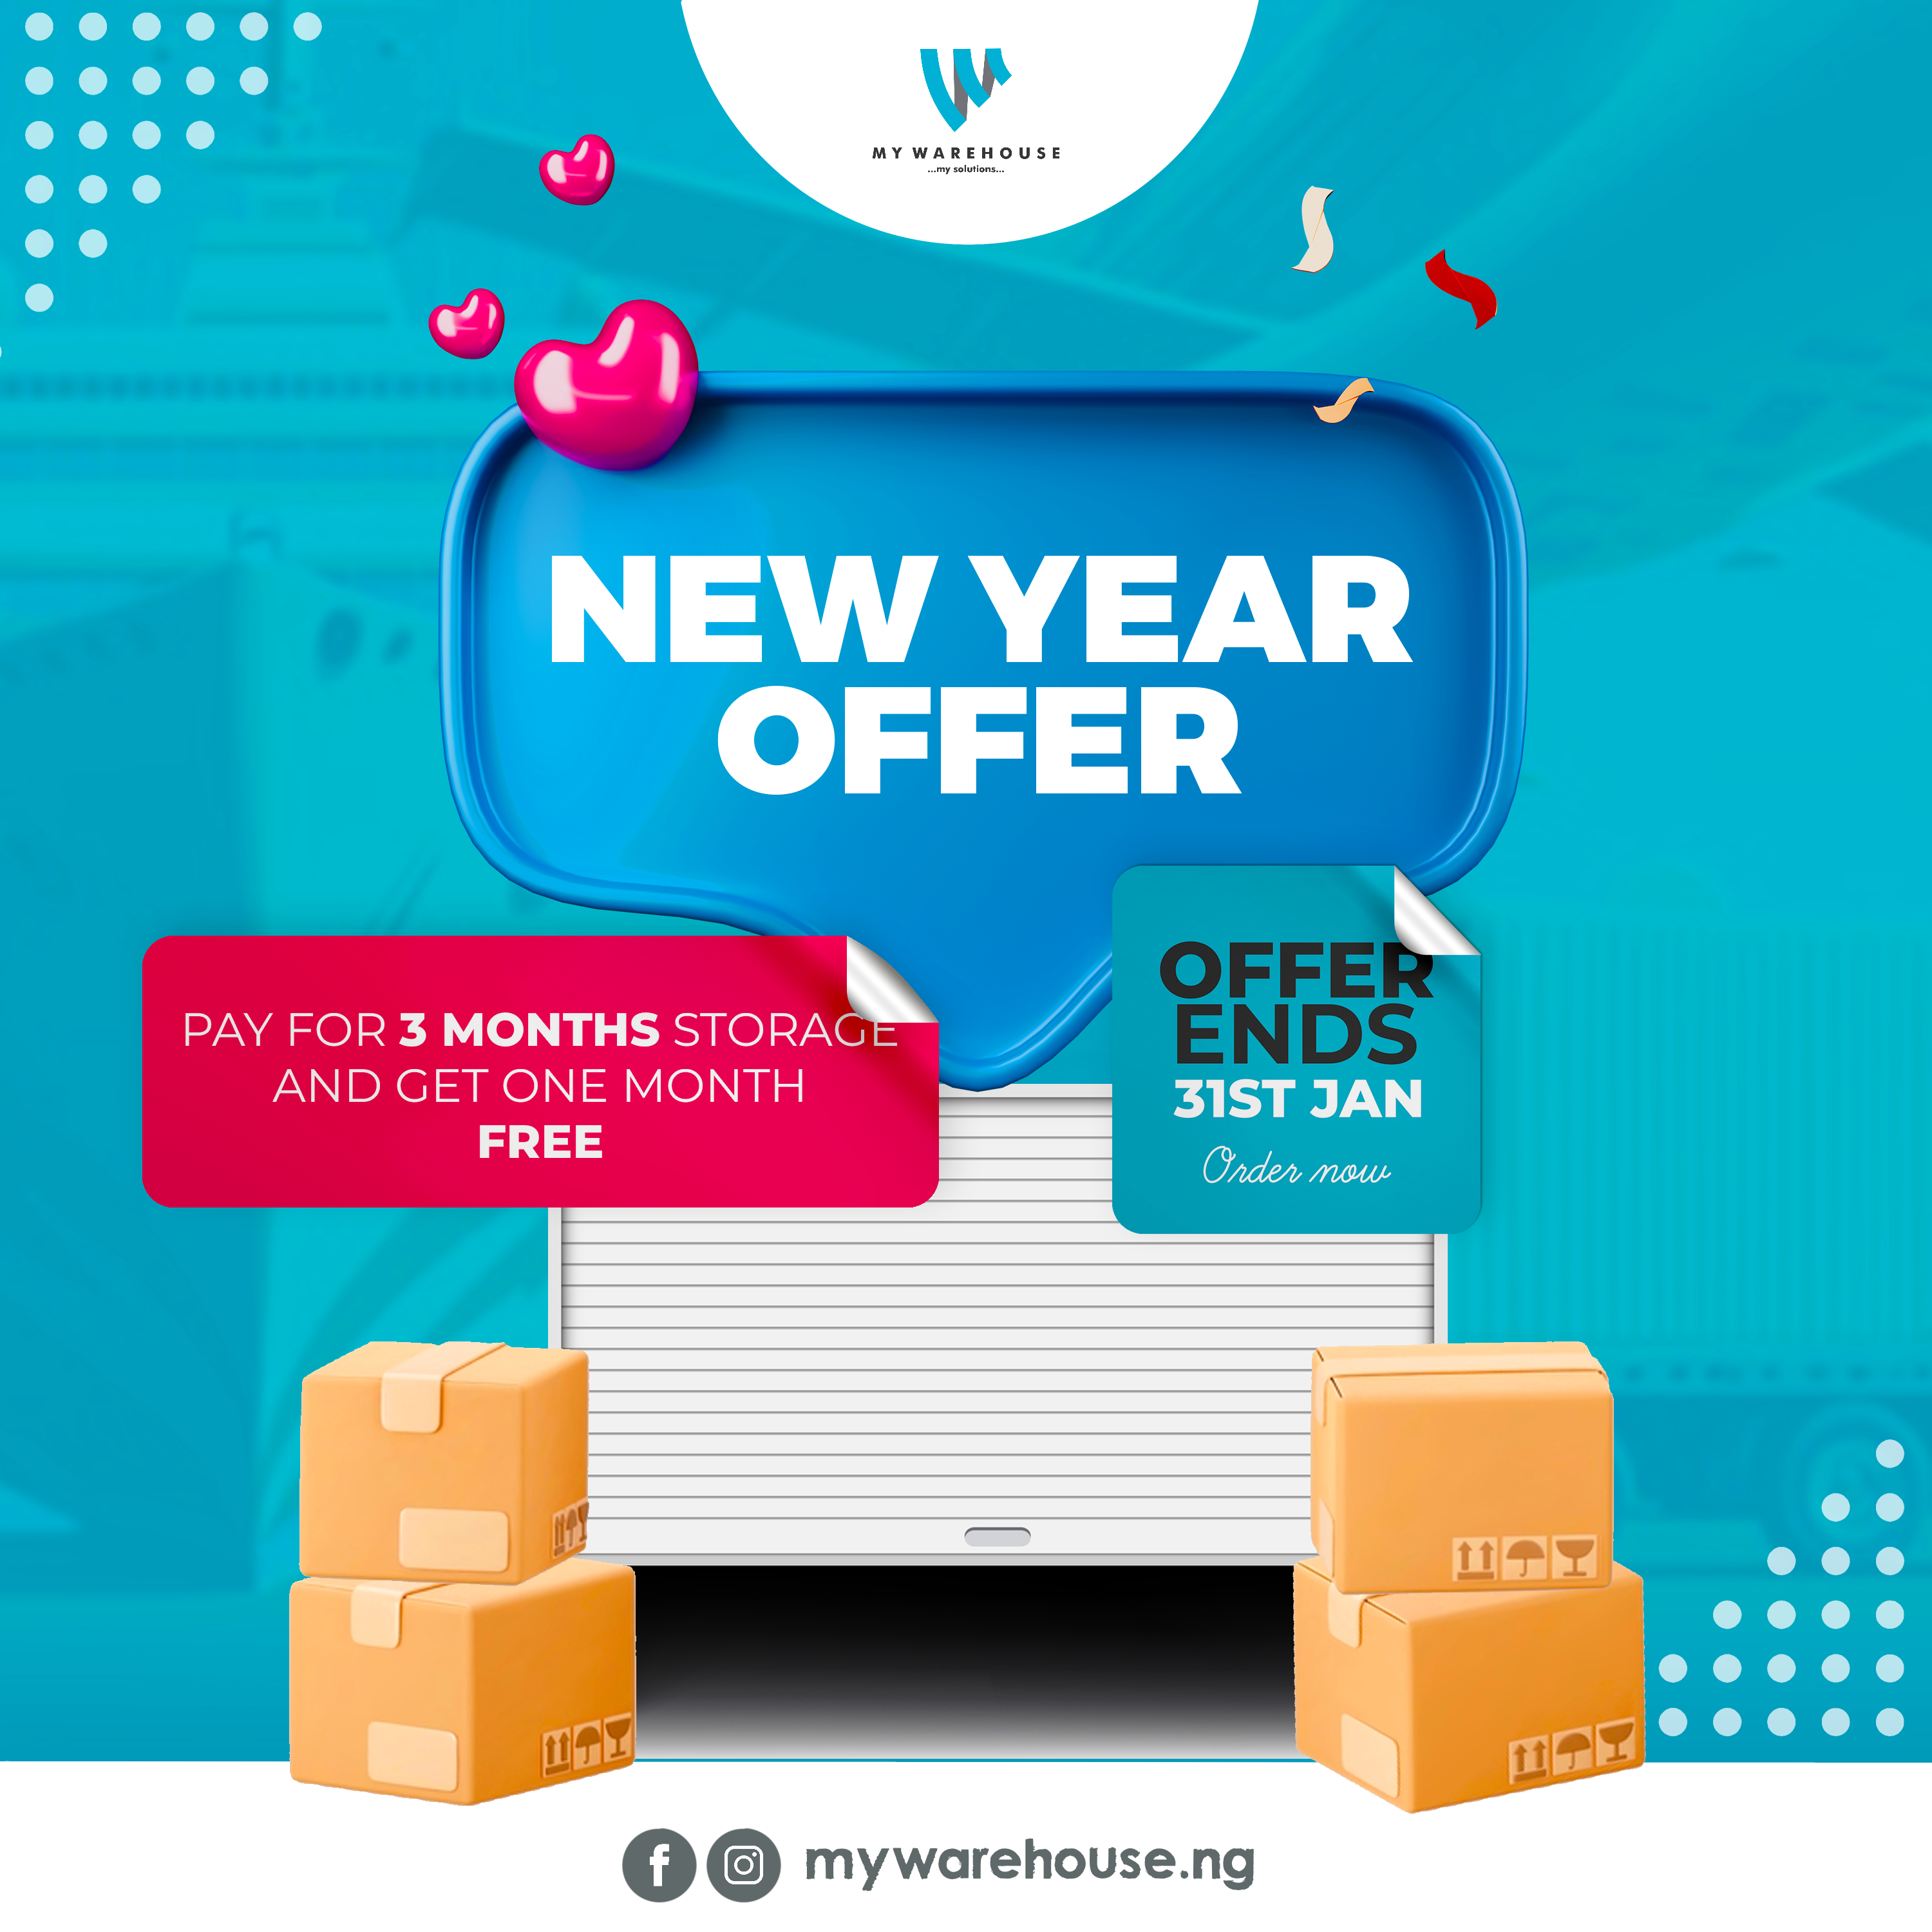 MY WAREHOUSE
...my solutions...
NEW YEAR
OFFER
PAY FOR 3 MONTHS STORAGE
AND GET ONE MONTH
FREE
OFFER
ENDS
31ST JAN
Order now
mywarehouse.ng